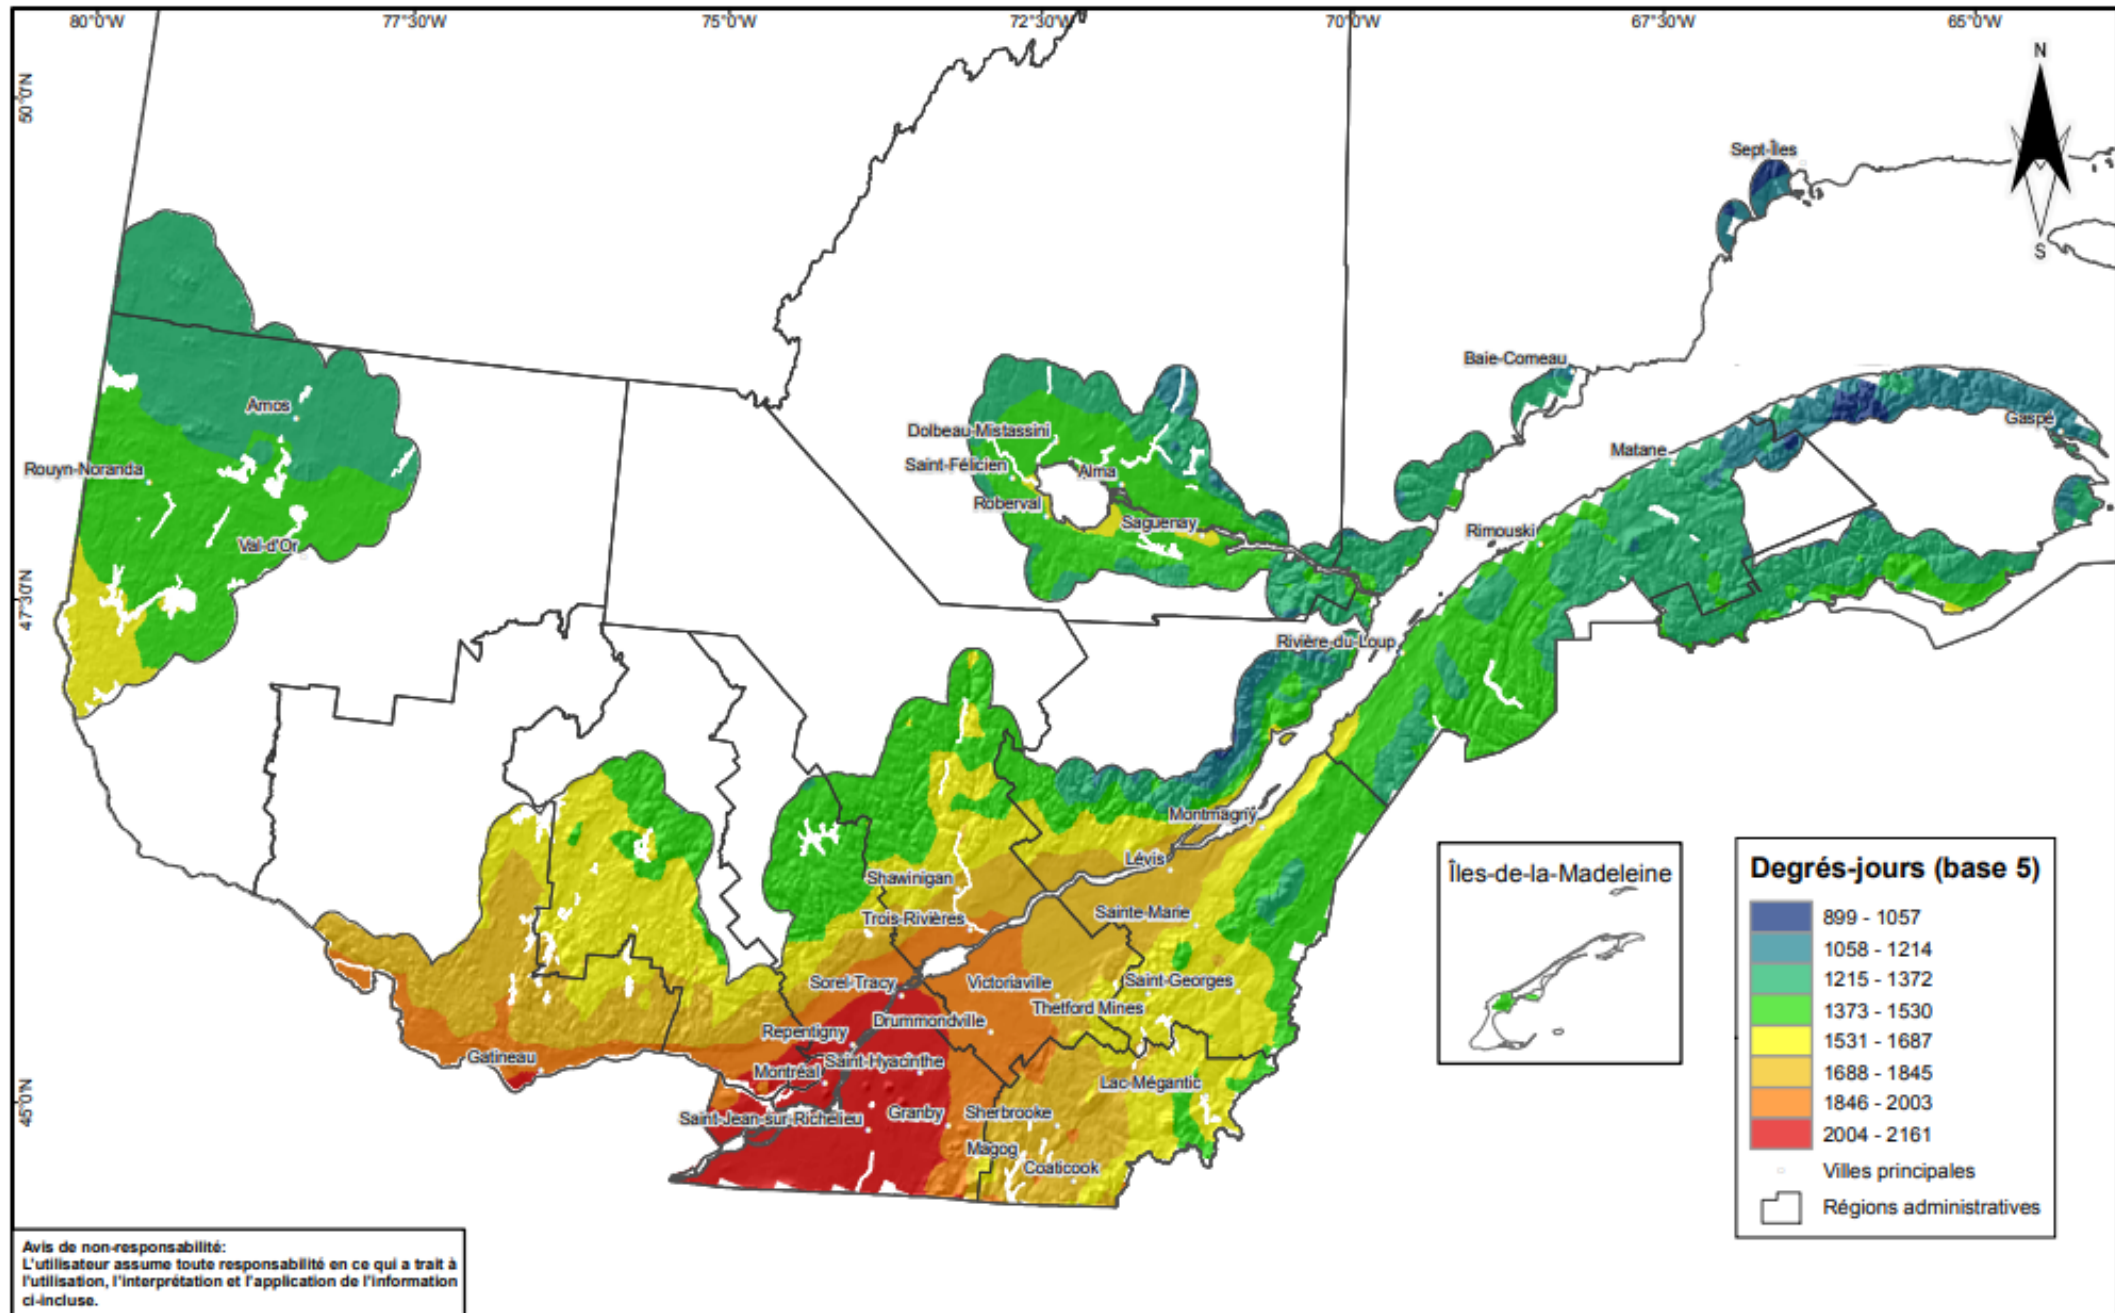 80°0'W 77°30'W 75°0'W 72°30'W 70°0'W 67°30'W 65°0'W
50°0'N
N
S
Sept-Îles
Baie-Comeau
Amos
Gaspé
Dolbeau-Mistassini
Matane
Saint-Félicien
Rouyn-Noranda
Alma
Roberval
Saguenay
Rimouski
Val-d'Or
47°30'N
Rivière-du-Loup
Montmagny
Lévis
Shawinigan
Trois-Rivières
Sainte-Marie
Sorel-Tracy
Victoriaville
Saint-Georges
Thetford Mines
Drummondville
Repentigny
Gatineau
Saint-Hyacinthe
Montréal
Lac-Mégantic
45°0'N
Saint-Jean-sur-Richelieu
Granby
Sherbrooke
Magog
Coaticook
Îles-de-la-Madeleine
Degrés-jours (base 5)
899 - 1057
1058 - 1214
1215 - 1372
1373 - 1530
1531 - 1687
1688 - 1845
1846 - 2003
2004 - 2161
Villes principales
Régions administratives
Avis de non-responsabilité:
L'utilisateur assume toute responsabilité en ce qui a trait à
l'utilisation, l'interprétation et l'application de l'information
ci-incluse.